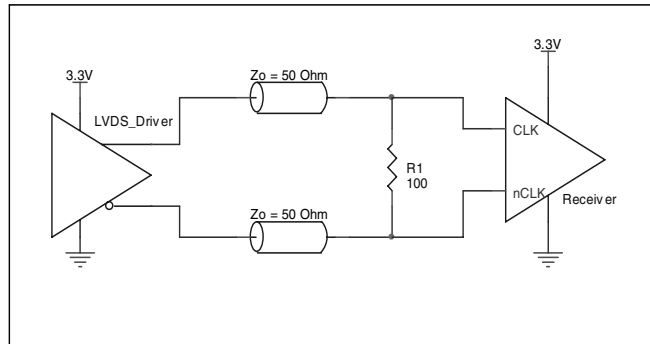 3.3V
3.3V
Zo = 50 Ohm
LVDS_Driver
CLK
R1
100
nCLK
Receiver
Zo = 50 Ohm